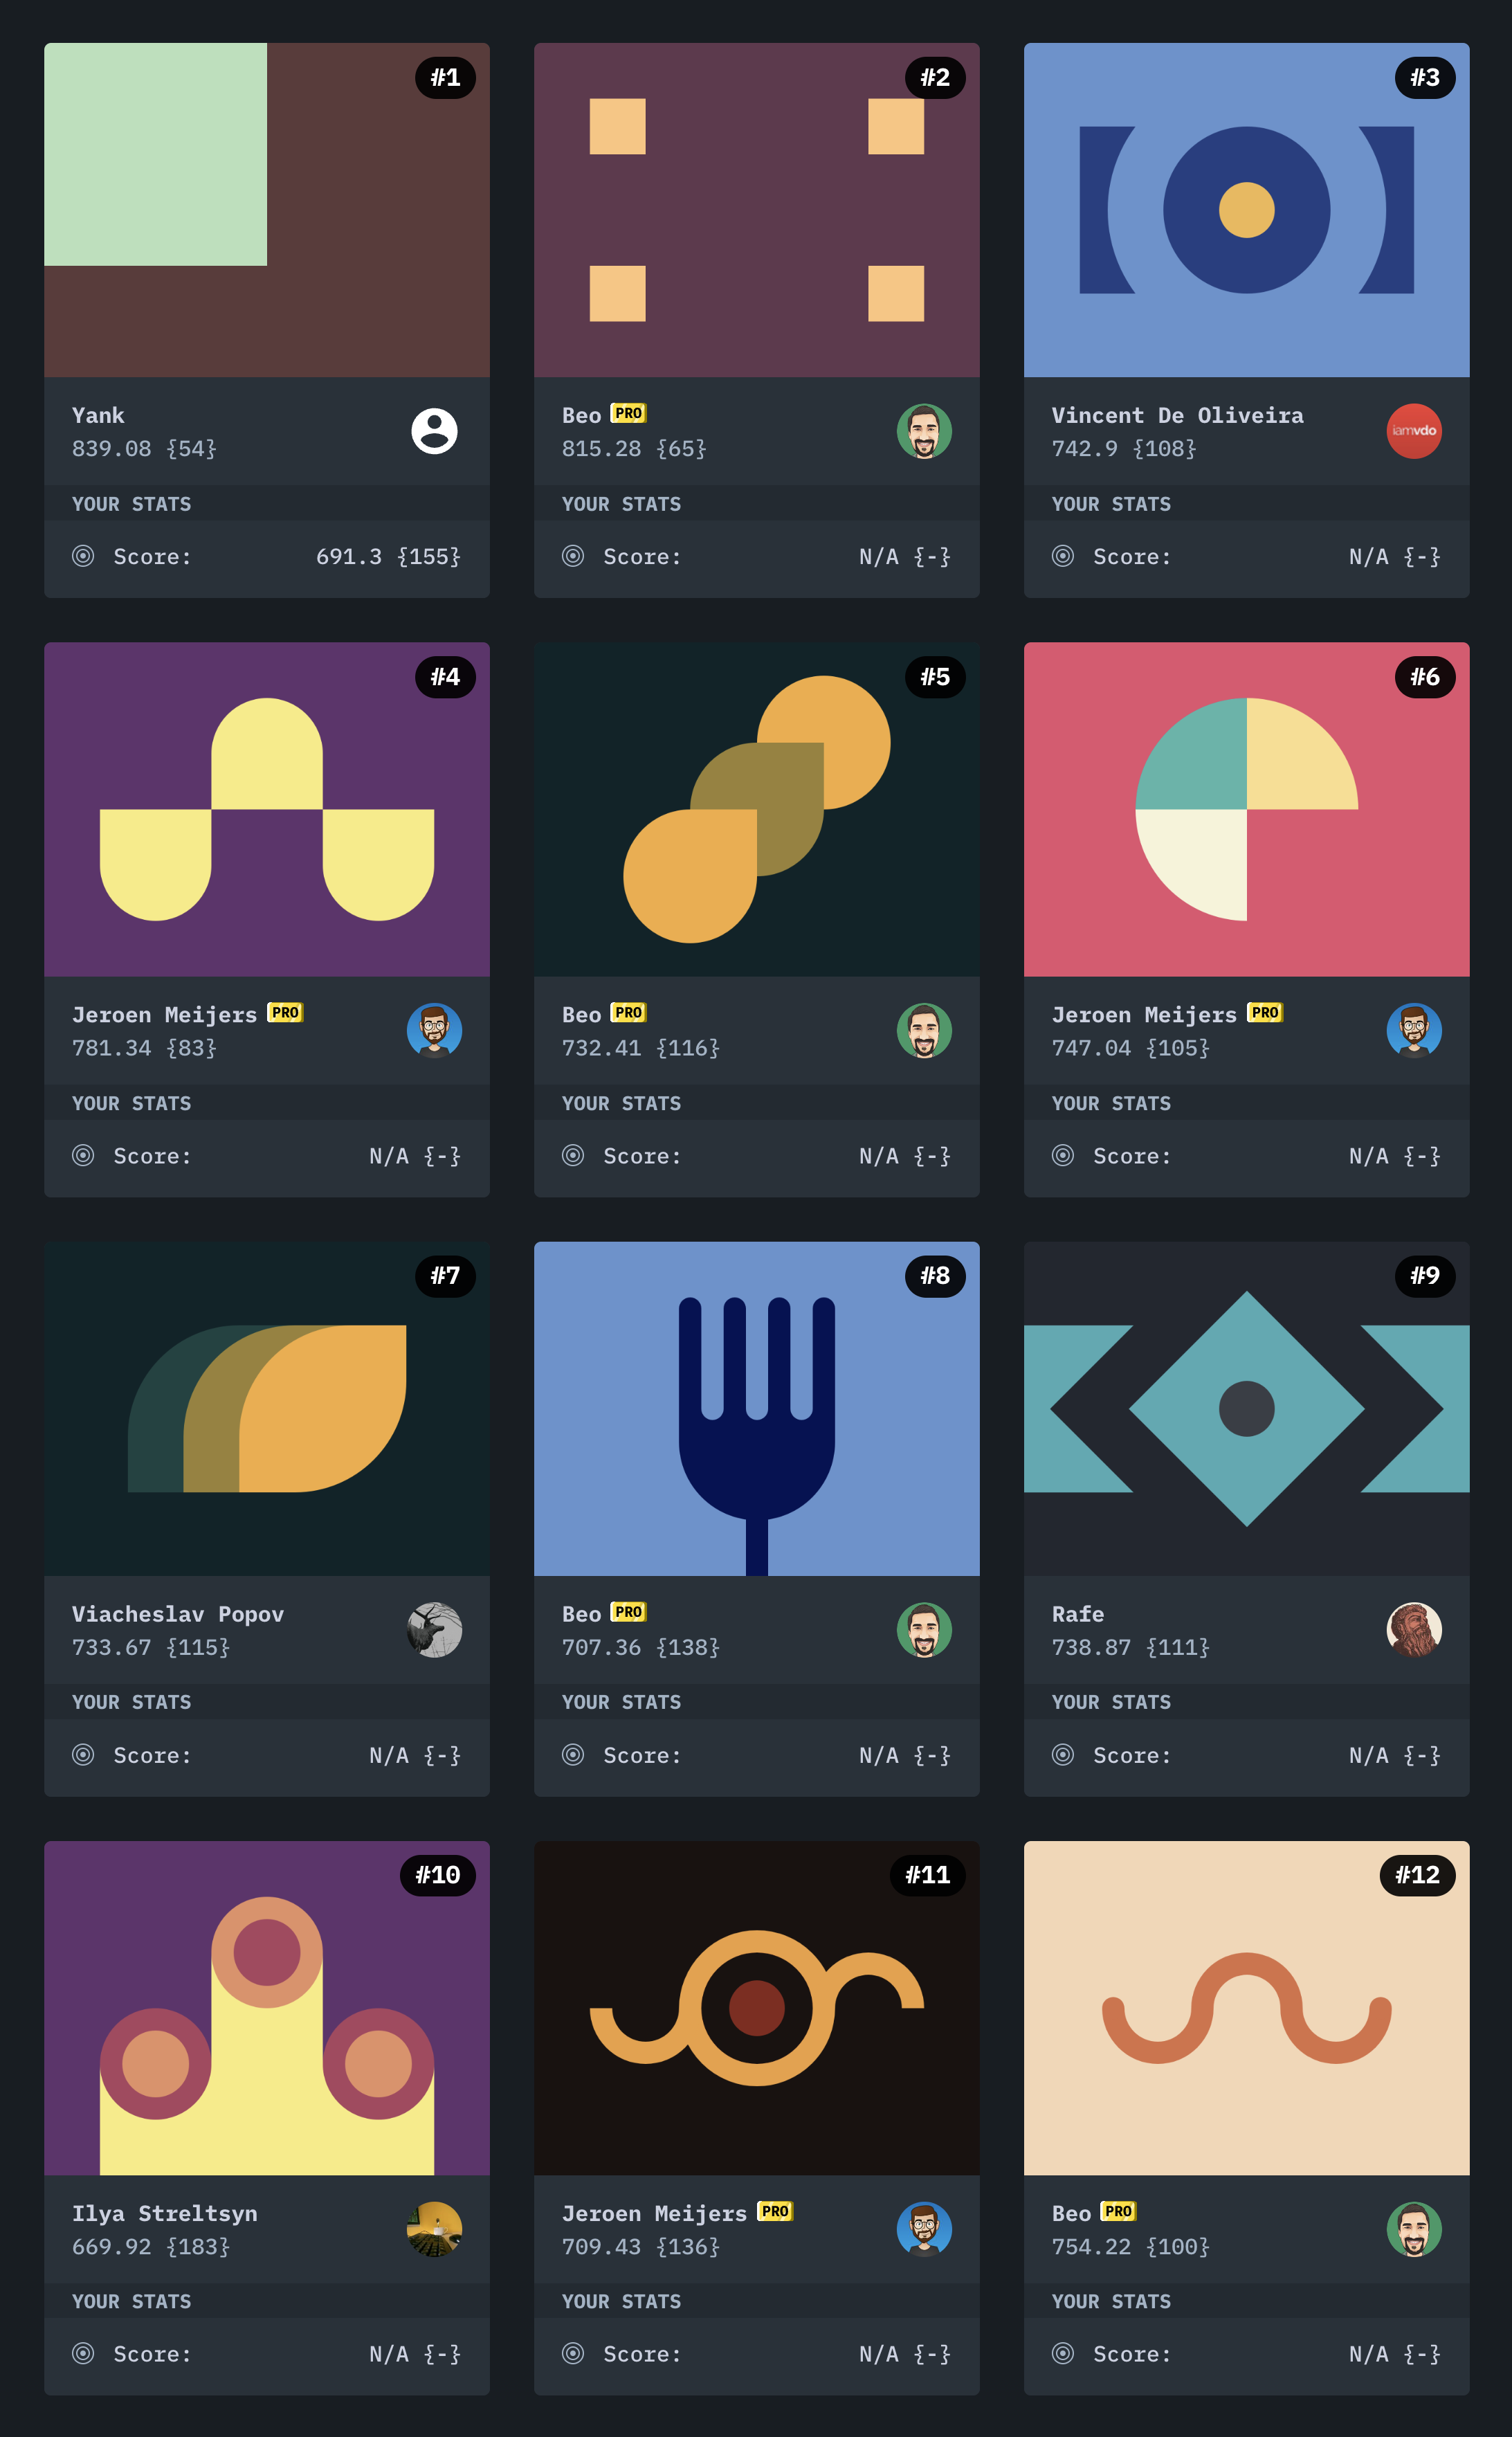 #1
#2
#3
Yank
839.08 {54}
YOUR STATS
Score: 691.3 {155}
Beo PRO
815.28 {65}
YOUR STATS
Score: N/A {-}
Vincent De Oliveira
742.9 {108}
iamvdo
YOUR STATS
Score: N/A {-}
#4
#5
#6
Jeroen Meijers PRO
781.34 {83}
YOUR STATS
Score: N/A {-}
Beo PRO
732.41 {116}
YOUR STATS
Score: N/A {-}
Jeroen Meijers PRO
747.04 {105}
YOUR STATS
Score: N/A {-}
#7
#8
#9
Viacheslav Popov
733.67 {115}
YOUR STATS
Score: N/A {-}
Beo PRO
707.36 {138}
YOUR STATS
Score: N/A {-}
Rafe
738.87 {111}
YOUR STATS
Score: N/A {-}
#10
#11
#12
Ilya Streltsyn
669.92 {183}
YOUR STATS
Score: N/A {-}
Jeroen Meijers PRO
709.43 {136}
YOUR STATS
Score: N/A {-}
Beo PRO
754.22 {100}
YOUR STATS
Score: N/A {-}